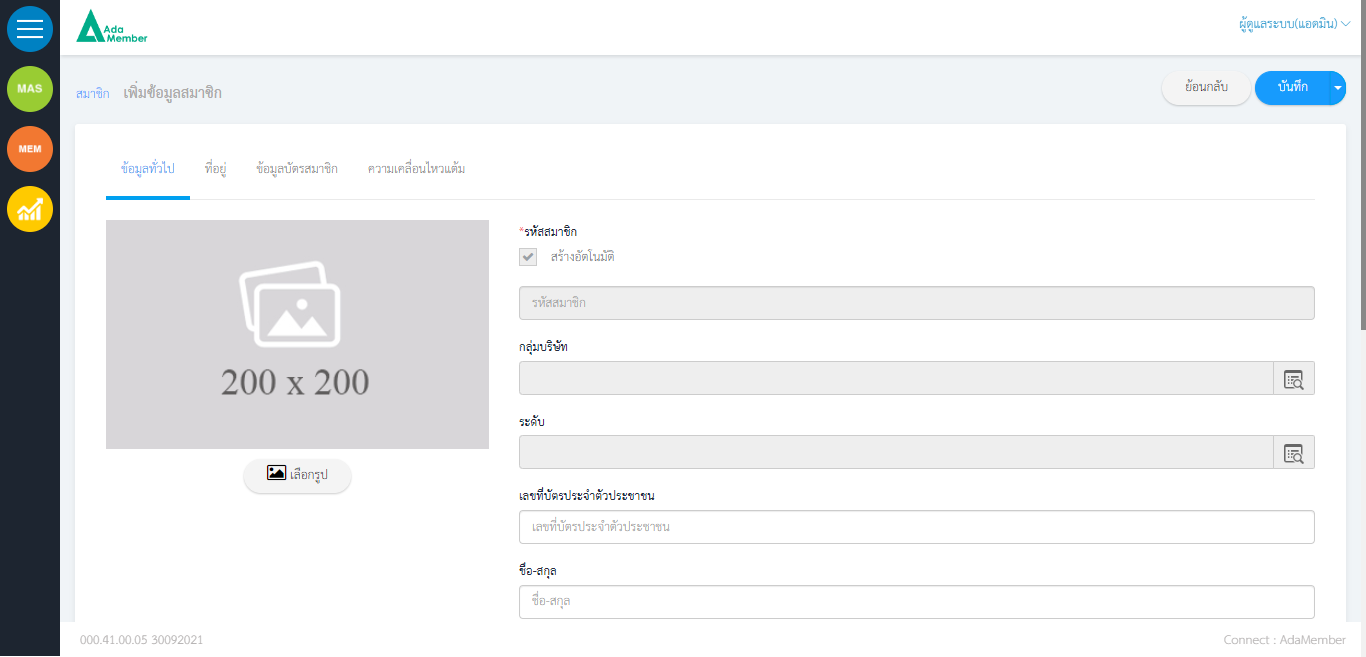 Ada
Member
ผู้ดูแลระบบ(แอดมิน)
MAS
MEM
สมาชิก เพิ่มข้อมูลสมาชิก
ย้อนกลับ
บันทึก
ข้อมูลทั่วไป ที่อยู่ ข้อมูลบัตรสมาชิก ความเคลื่อนไหวแต้ม
200 x 200
เลือกรูป
*รหัสสมาชิก
สร้างอัตโนมัติ
รหัสสมาชิก
กลุ่มบริษัท
ระดับ
เลขที่บัตรประจำตัวประชาชน
เลขที่บัตรประจำตัวประชาชน
ชื่อ-สกุล
ชื่อ-สกุล
000.41.00.05 30092021
Connect : AdaMember